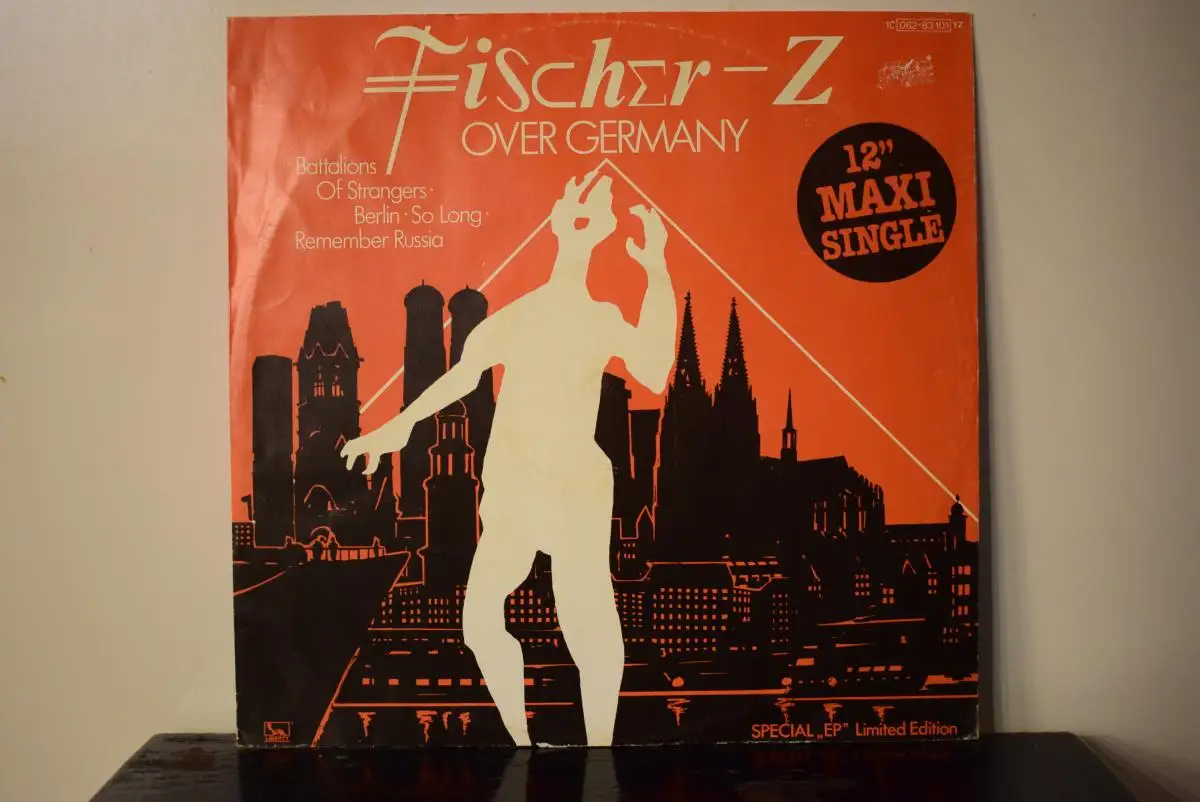 1C 062-83 101 YZ
Fischer-Z
OVER GERMANY
Battalions
Of Strangers ·
Berlin · So Long ·
Remember Russia
12”
MAXI
SINGLE
LIBERTY
SPECIAL „EP” Limited Edition